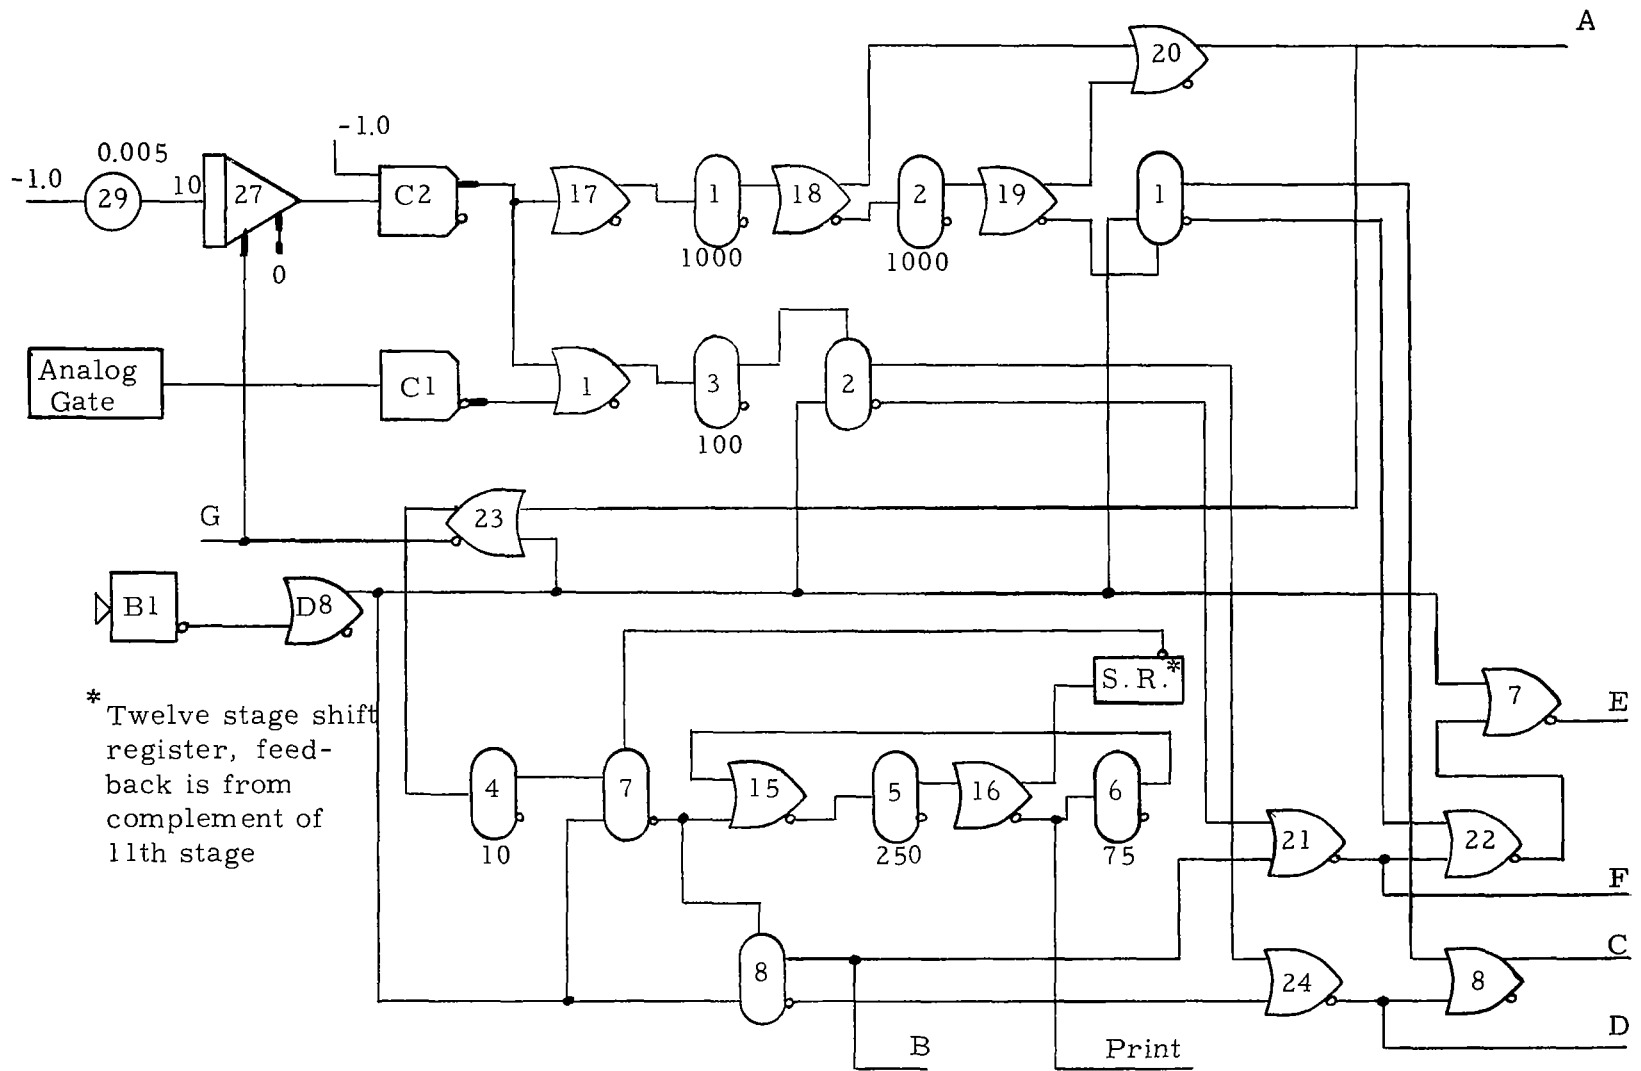 A
20
-1.0
0.005
-1.0
10
29
27
C2
17
1
18
2
19
1
1000
1000
0
Analog
Gate
C1
1
3
2
100
G
23
B1
D8
S.R.*
7
E
* Twelve stage shift
register, feed-
back is from
complement of
11th stage
4
7
15
5
16
6
10
250
75
21
22
F
8
24
8
C
D
B
Print